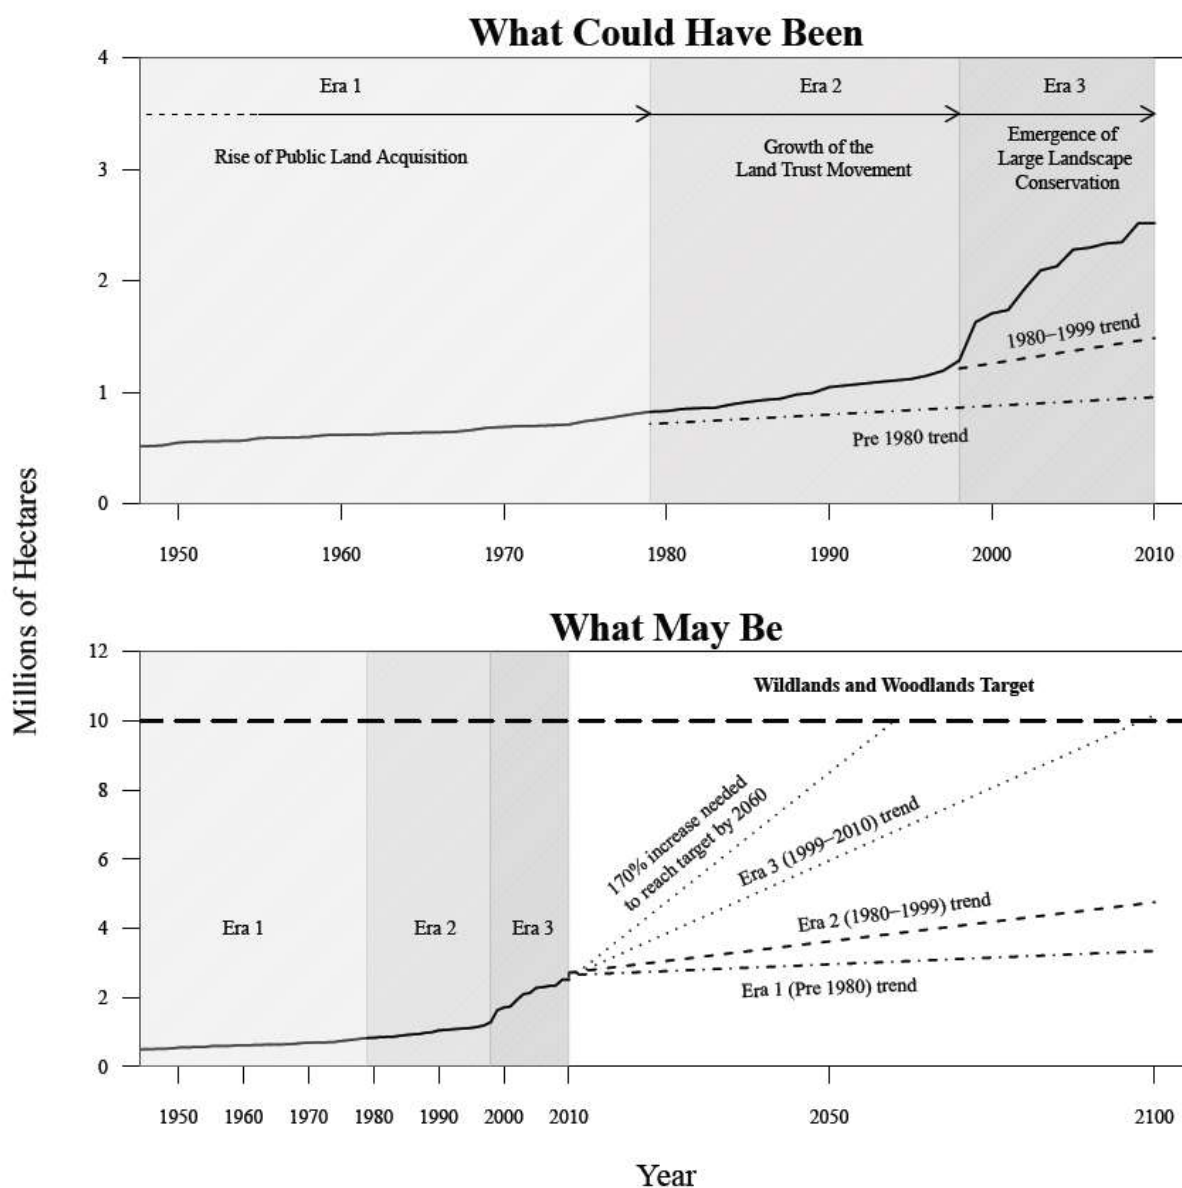 What Could Have Been
4
3
2
1
0
Era 1
Era 2
Era 3
Rise of Public Land Acquisition
Growth of the
Land Trust Movement
Emergence of
Large Landscape
Conservation
1980−1999 trend
Pre 1980 trend
1950
1960
1970
1980
1990
2000
2010
Millions of Hectares
What May Be
12
10
8
6
4
2
0
Wildlands and Woodlands Target
170% increase needed
to reach target by 2060
Era 3 (1999−2010) trend
Era 2 (1980−1999) trend
Era 1 (Pre 1980) trend
Era 1
Era 2
Era 3
1950
1960
1970
1980
1990
2000
2010
2050
2100
Year